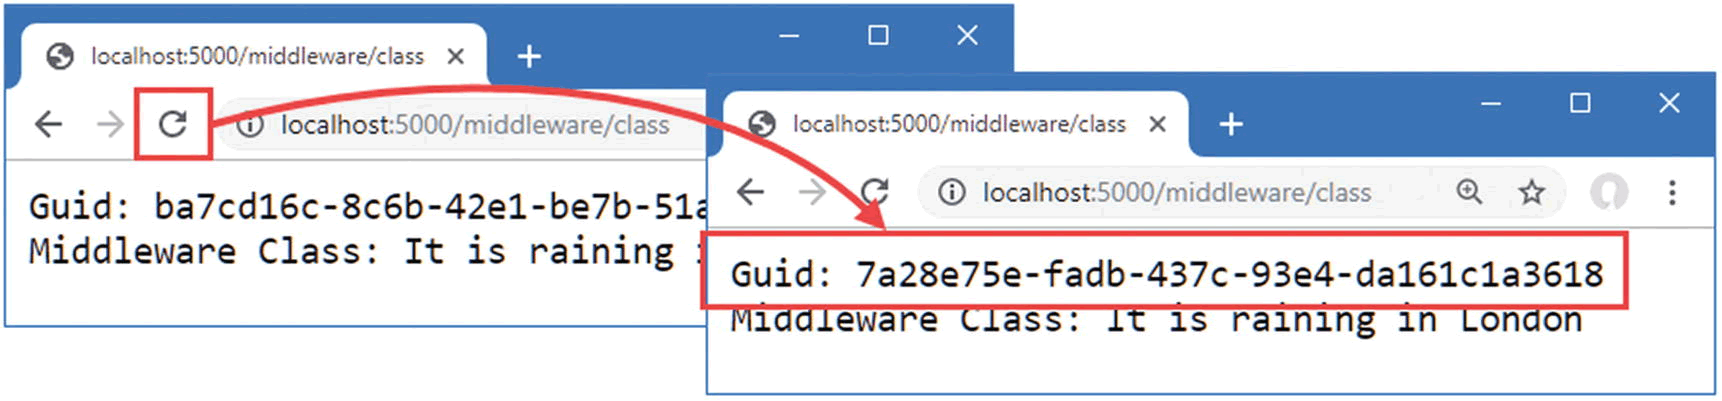 localhost:5000/middleware/class
localhost:5000/middleware/class
Guid: ba7cd16c-8c6b-42e1-be7b-51a
Middleware Class: It is raining
localhost:5000/middleware/class
localhost:5000/middleware/class
Guid: 7a28e75e-fadb-437c-93e4-da161c1a3618
Middleware Class: It is raining in London